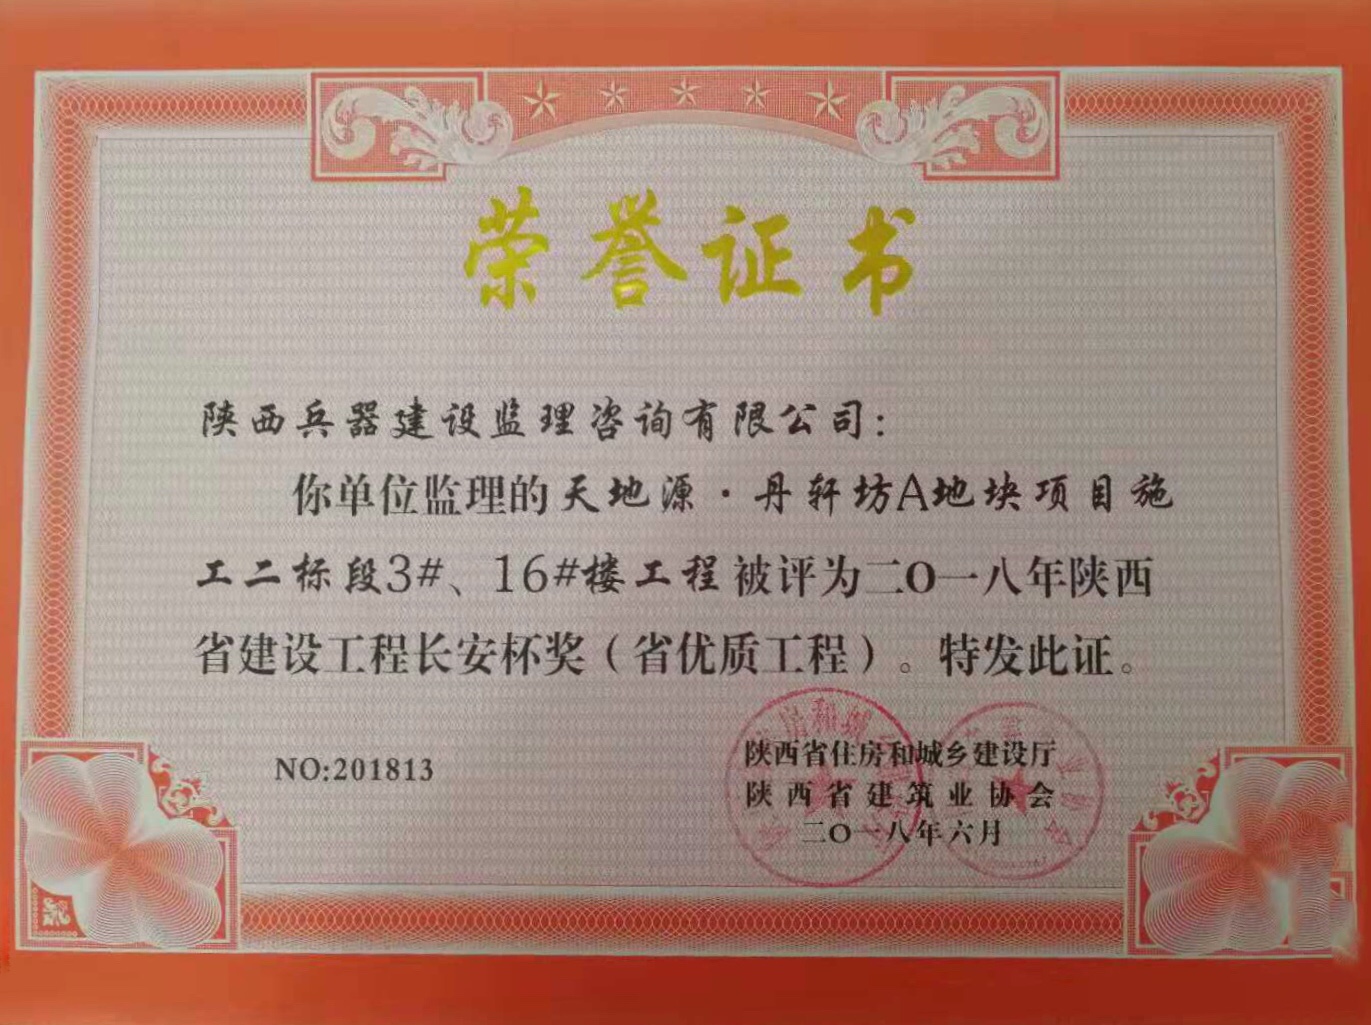 荣誉证书
陕西兵器建设监理咨询有限公司：
你单位监理的天地源·丹轩坊A地块项目施
工二标段3#、16#楼工程被评为二O一八年陕西
省建设工程长安杯奖（省优质工程）。特发此证。
NO:201813
陕西省住房和城乡建设厅
陕西省建筑业协会
二O一八年六月